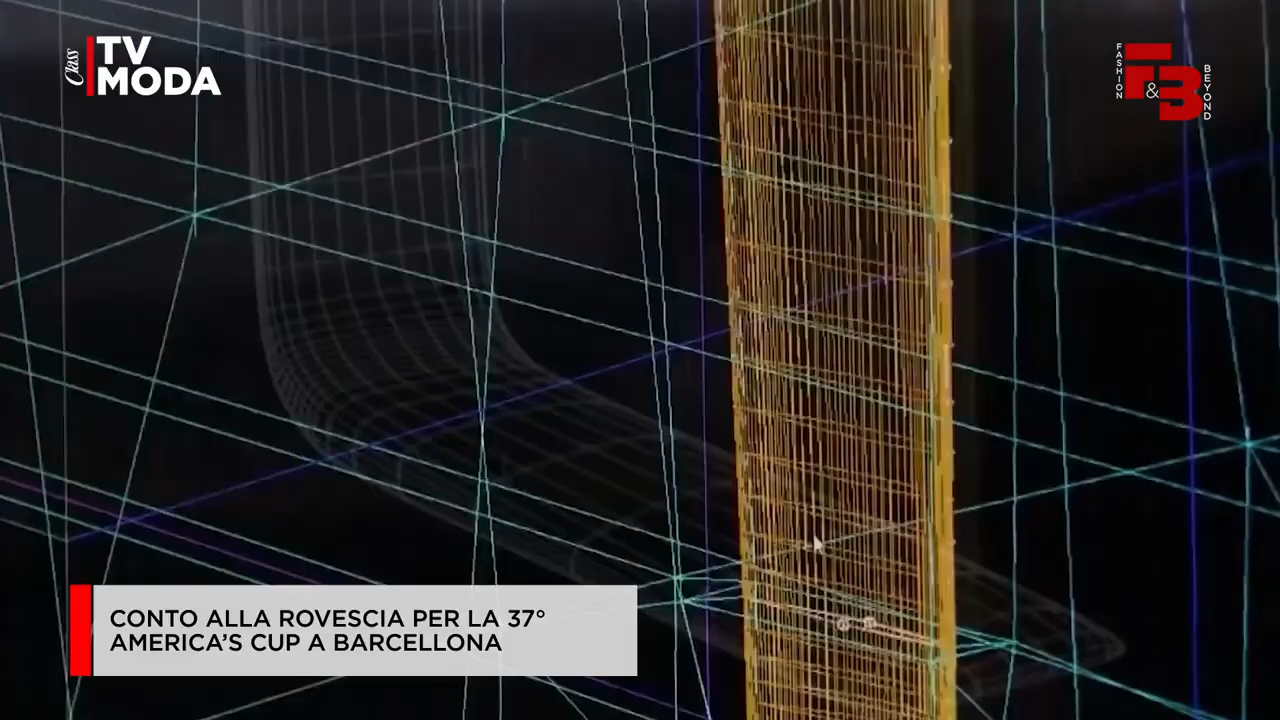 Class
TV
MODA
FASHION
F&B
BEYOND
CONTO ALLA ROVESCIA PER LA 37°
AMERICA'S CUP A BARCELLONA